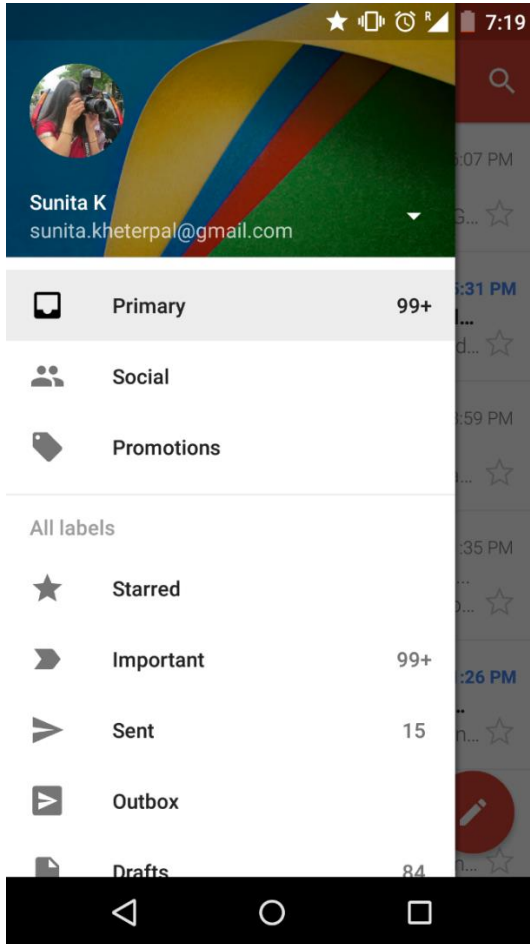 R 7:19
Sunita K
sunita.kheterpal@gmail.com
Primary 99+
Social
Promotions
All labels
Starred
Important 99+
Sent 15
Outbox
Drafts 84
:07 PM
G...
:31 PM
d...
:59 PM
:35 PM
:26 PM
n...
n...